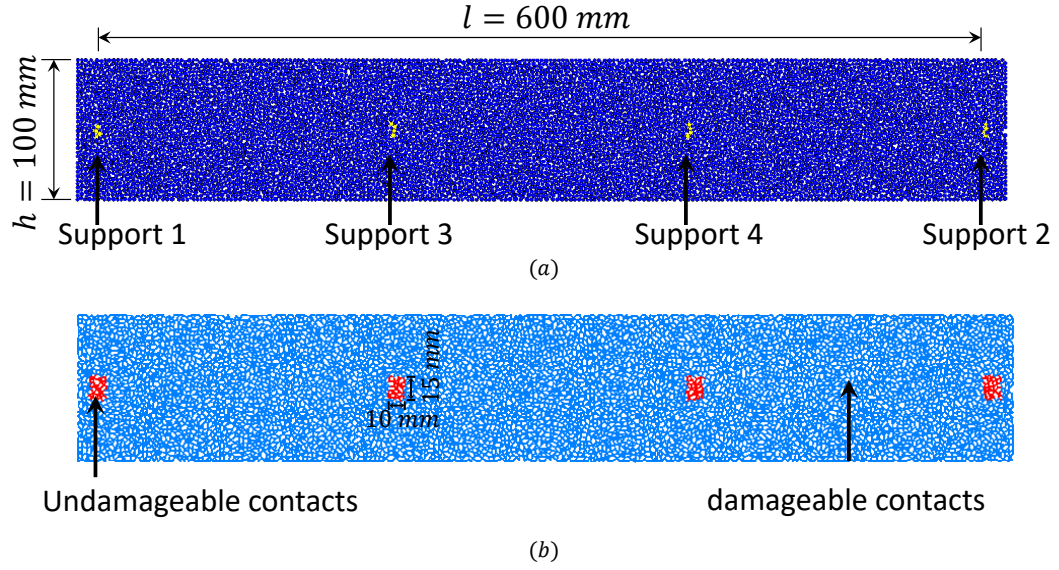 l = 600 mm
h = 100 mm
Support 1
Support 3
Support 4
Support 2
(a)
15 mm
10 mm
Undamageable contacts
damageable contacts
(b)